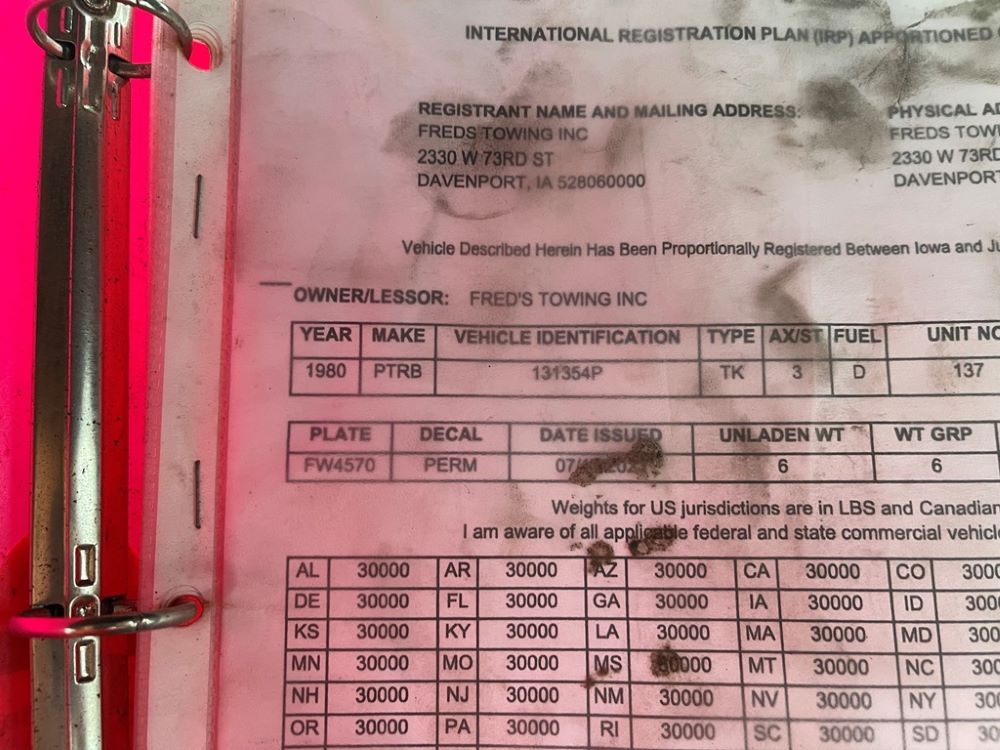 INTERNATIONAL REGISTRATION PLAN (IRP) APPORTIONED
REGISTRANT NAME AND MAILING ADDRESS: PHYSICAL
FREDS TOWING INC FREDS
2330 W 73RD ST 2330 W 73RD
DAVENPORT, IA 528060000 DAVENPORT
Vehicle Described Herein Has Been Proportionally Registered Between Iowa and
OWNER/LESSOR: FRED'S TOWING INC
YEAR MAKE VEHICLE IDENTIFICATION TYPE AX/ST FUEL UNIT
1980 PTRB 131354P TK 3 D 137
PLATE DECAL DATE ISSUED UNLADEN WT WT GRP
FW4570 PERM 6 6
Weights for US jurisdictions are in LBS and Canadian
I am aware of all applicable federal and state commercial
AL 30000 AR 30000 AZ 30000 CA 30000 CO
DE 30000 FL 30000 GA 30000 IA 30000 ID
KS 30000 KY 30000 LA 30000 MA 30000 MD
MN 30000 MO 30000 MS 30000 MT 30000 NC
NH 30000 NJ 30000 NM 30000 NV 30000 NY
OR 30000 PA 30000 RI 30000 SC 30000 SD